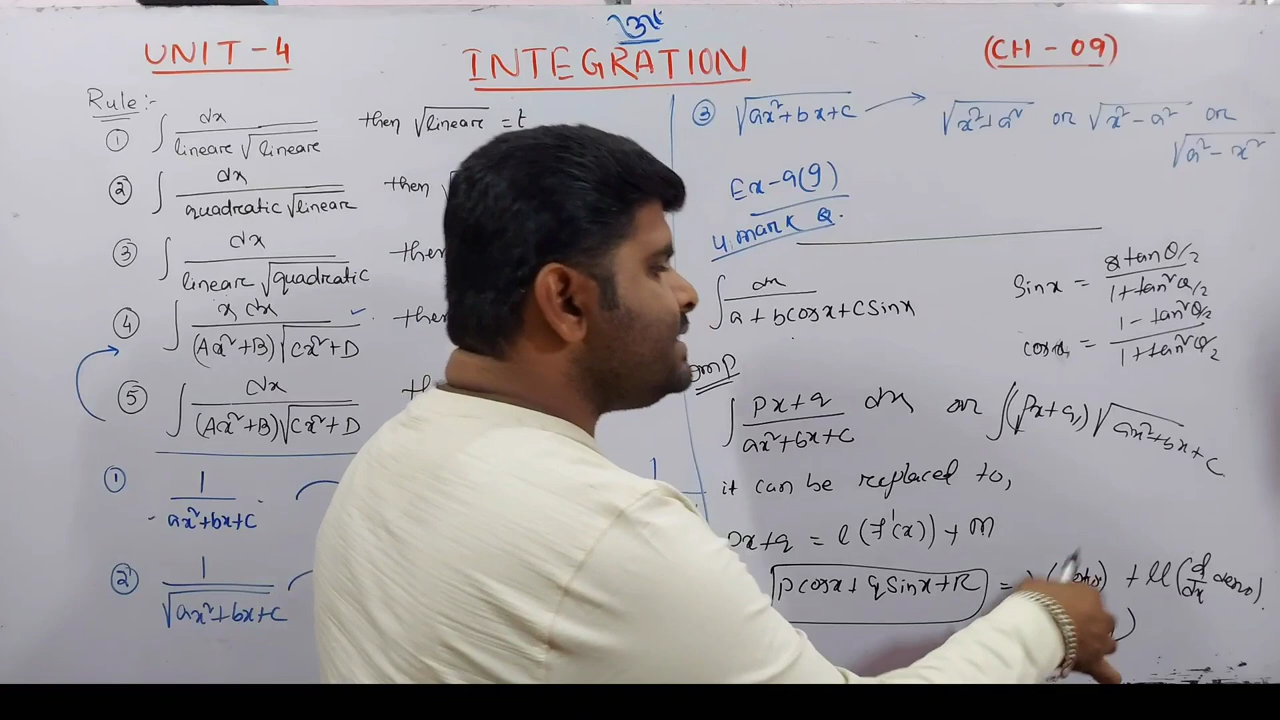 ॐ
UNIT-4
INTEGRATION
(CH-09)
Rule:-
① ∫ dx / linear √linear then √linear = t
② ∫ dx / quadratic √linear then √
③ ∫ dx / linear √quadratic then
④ ∫ x dx / (Ax²+B)√Cx²+D ✓ then
⑤ ∫ dx / (Ax²+B)√Cx²+D
① 1 / ax²+bx+c
② 1 / √ax²+bx+c
③ √ax²+bx+c → √x²+a² or √x²-a² or
√a²-x²
Ex-9(g)
4 mark Q.
∫ dx / a+bcosx+csinx
Sinx = 2tanθ/2 / 1+tan²θ/2
cosx = 1-tan²θ/2 / 1+tan²θ/2
∫ Px+q / ax²+bx+c dx or ∫(Px+q)√ax²+bx+c
it can be replaced to,
Px+q = l(f'(x))+m
Pcosx+qSinx+R = + μ(d/dx deno).